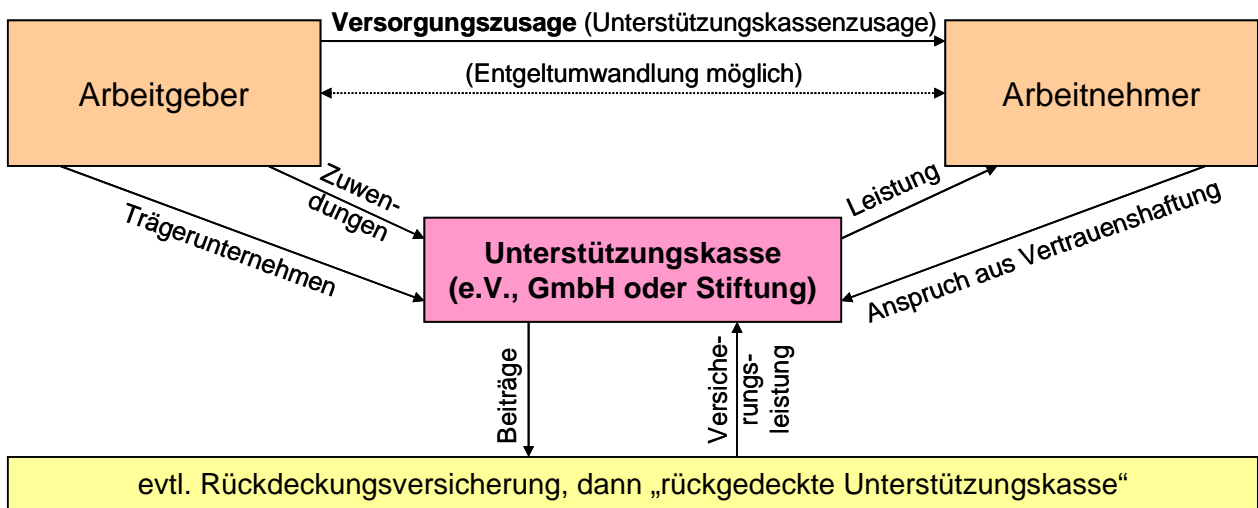 Versorgungszusage (Unterstützungskassenzusage)
(Entgeltumwandlung möglich)
Arbeitgeber
Arbeitnehmer
Zuwen-
dungen
Trägerunternehmen
Leistung
Anspruch aus Vertrauenshaftung
Unterstützungskasse
(e.V., GmbH oder Stiftung)
Beiträge
Versiche-
rungs-
leistung
evtl. Rückdeckungsversicherung, dann „rückgedeckte Unterstützungskasse“